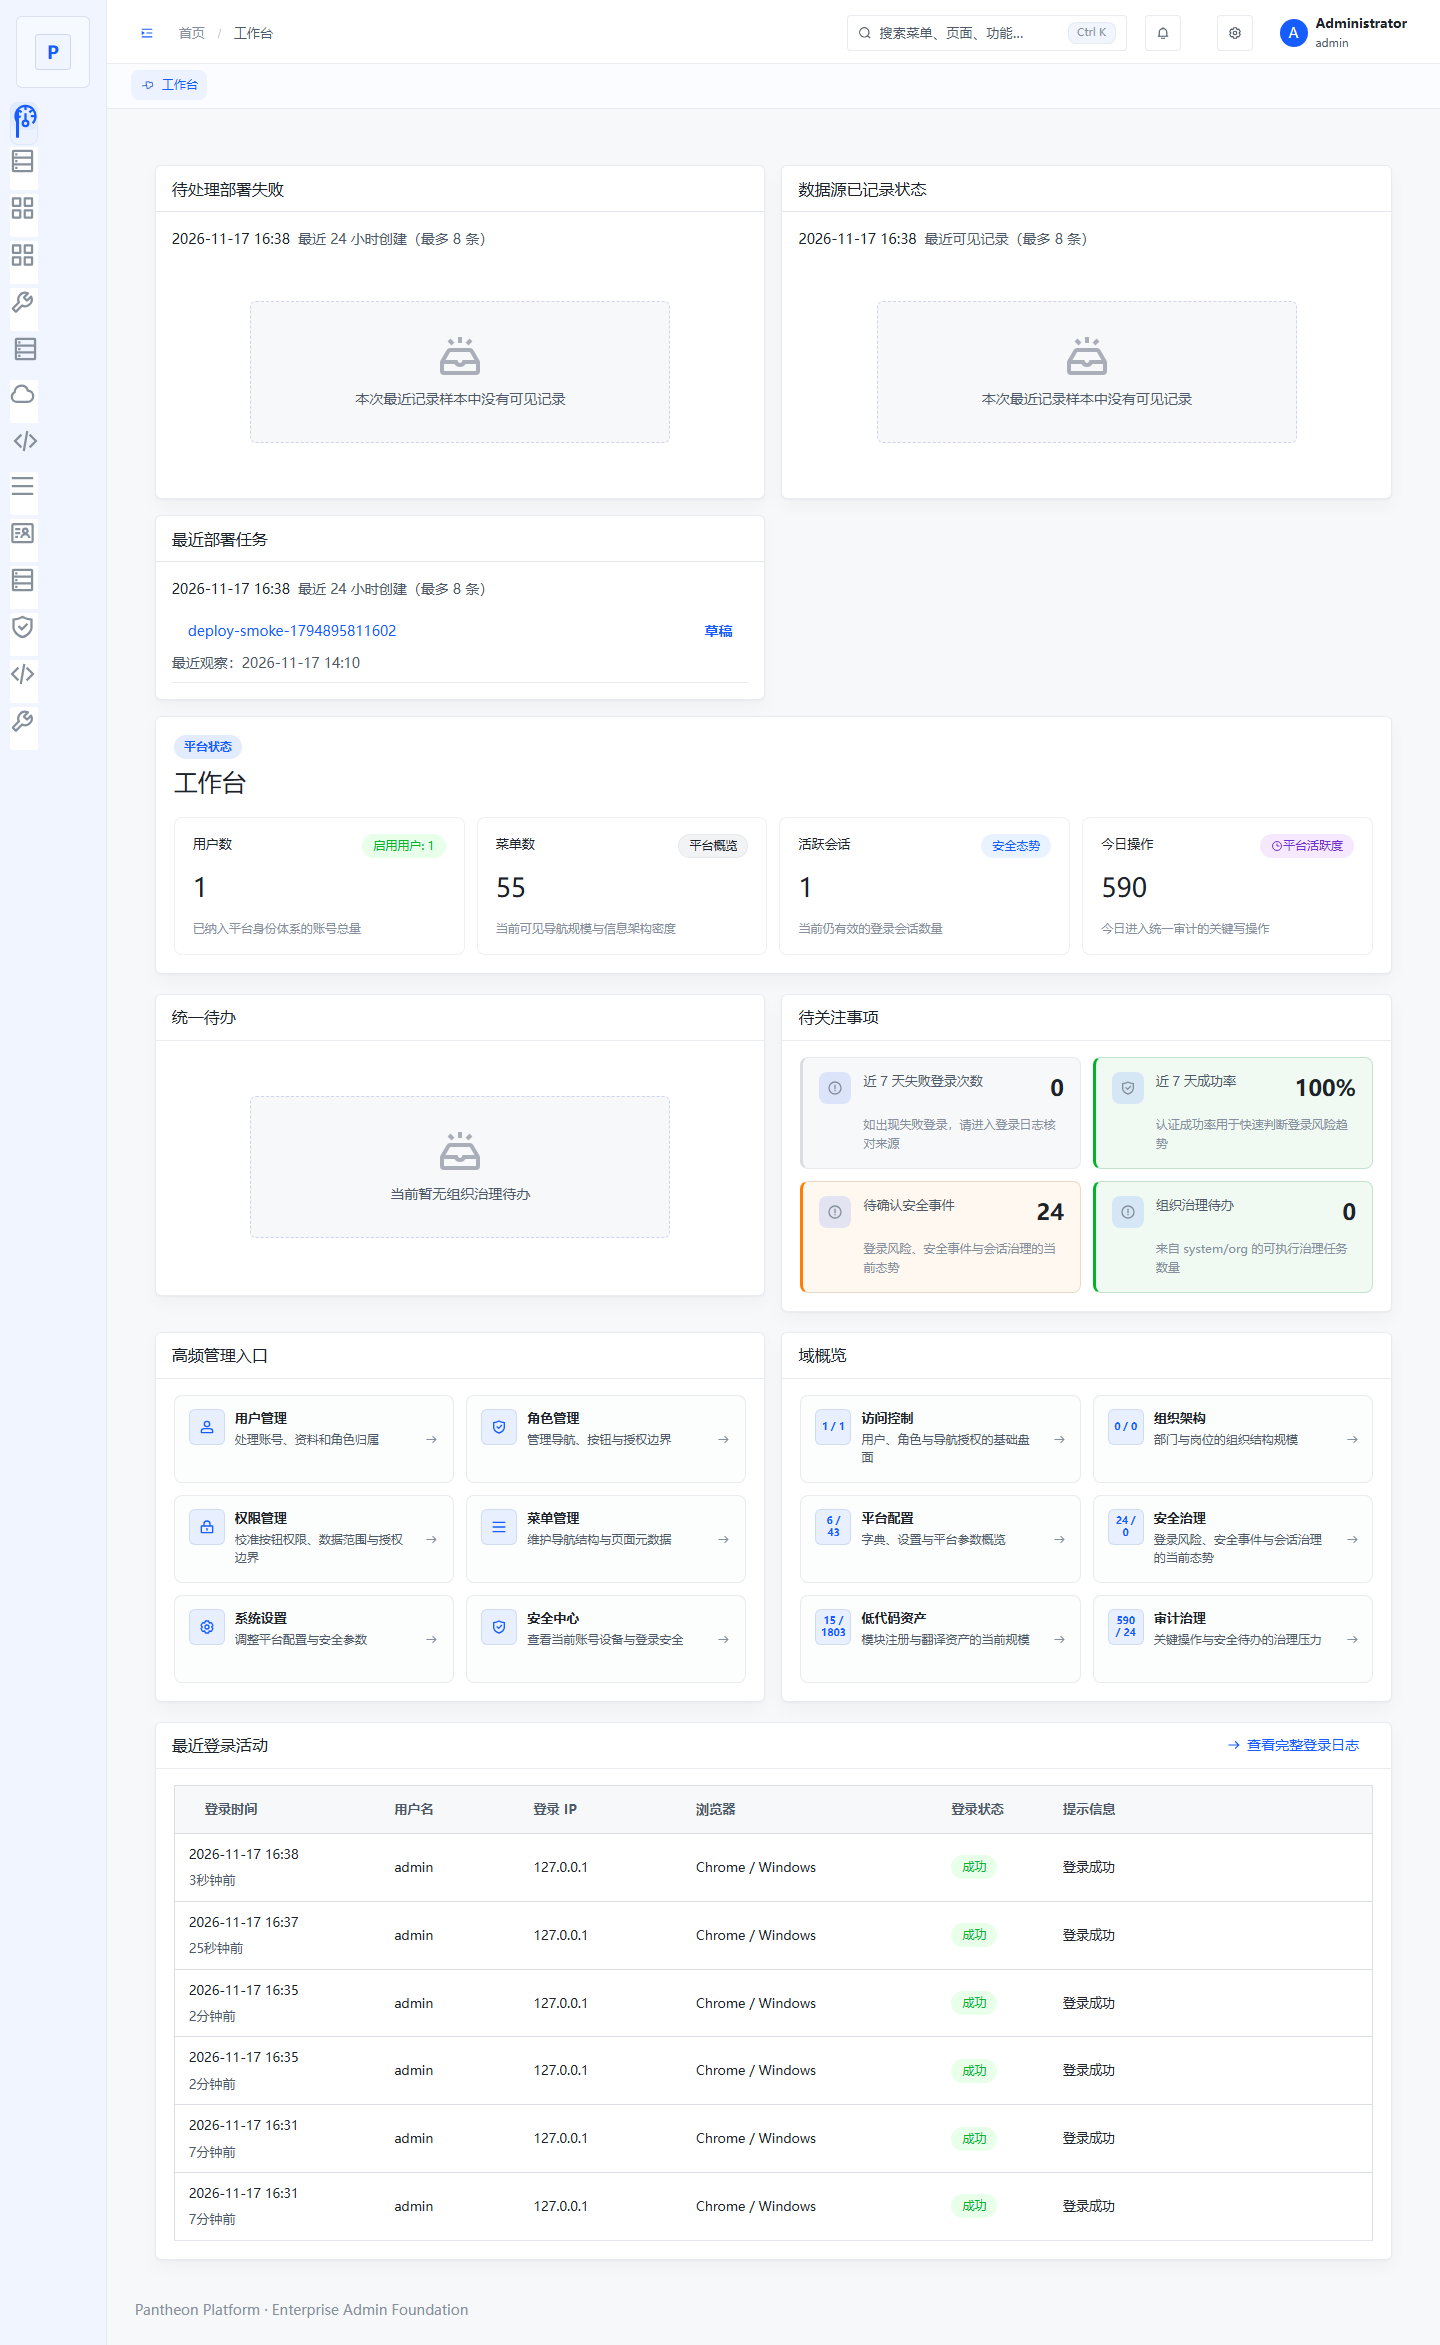 P
首页 / 工作台
搜索菜单、页面、功能...
Ctrl K
A
Administrator
admin
工作台
待处理部署失败
2026-11-17 16:38 最近 24 小时创建（最多 8 条）
本次最近记录样本中没有可见记录
数据源已记录状态
2026-11-17 16:38 最近可见记录（最多 8 条）
本次最近记录样本中没有可见记录
最近部署任务
2026-11-17 16:38 最近 24 小时创建（最多 8 条）
deploy-smoke-1794895811602
草稿
最近观察：2026-11-17 14:10
平台状态
工作台
用户数
启用用户: 1
1
已纳入平台身份体系的账号总量
菜单数
平台概览
55
当前可见导航规模与信息架构密度
活跃会话
安全态势
1
当前仍有效的登录会话数量
今日操作
平台活跃度
590
今日进入统一审计的关键写操作
统一待办
当前暂无组织治理待办
待关注事项
近 7 天失败登录次数
0
如出现失败登录，请进入登录日志核
对来源
近 7 天成功率
100%
认证成功率用于快速判断登录风险趋
势
待确认安全事件
24
登录风险、安全事件与会话治理的当
前态势
组织治理待办
0
来自 system/org 的可执行治理任务
数量
高频管理入口
用户管理
处理账号、资料和角色归属
角色管理
管理导航、按钮与授权边界
权限管理
校准按钮权限、数据范围与授权
边界
菜单管理
维护导航结构与页面元数据
系统设置
调整平台配置与安全参数
安全中心
查看当前账号设备与登录安全
域概览
1 / 1
访问控制
用户、角色与导航授权的基础盘
面
0 / 0
组织架构
部门与岗位的组织结构规模
6 /
43
平台配置
字典、设置与平台参数概览
24 /
0
安全治理
登录风险、安全事件与会话治理
的当前态势
15 /
1803
低代码资产
模块注册与翻译资产的当前规模
590
/ 24
审计治理
关键操作与安全待办的治理压力
最近登录活动
查看完整登录日志
登录时间 用户名 登录 IP 浏览器 登录状态 提示信息
2026-11-17 16:38
3秒钟前
admin 127.0.0.1 Chrome / Windows 成功 登录成功
2026-11-17 16:37
25秒钟前
admin 127.0.0.1 Chrome / Windows 成功 登录成功
2026-11-17 16:35
2分钟前
admin 127.0.0.1 Chrome / Windows 成功 登录成功
2026-11-17 16:35
2分钟前
admin 127.0.0.1 Chrome / Windows 成功 登录成功
2026-11-17 16:31
7分钟前
admin 127.0.0.1 Chrome / Windows 成功 登录成功
2026-11-17 16:31
7分钟前
admin 127.0.0.1 Chrome / Windows 成功 登录成功
Pantheon Platform · Enterprise Admin Foundation